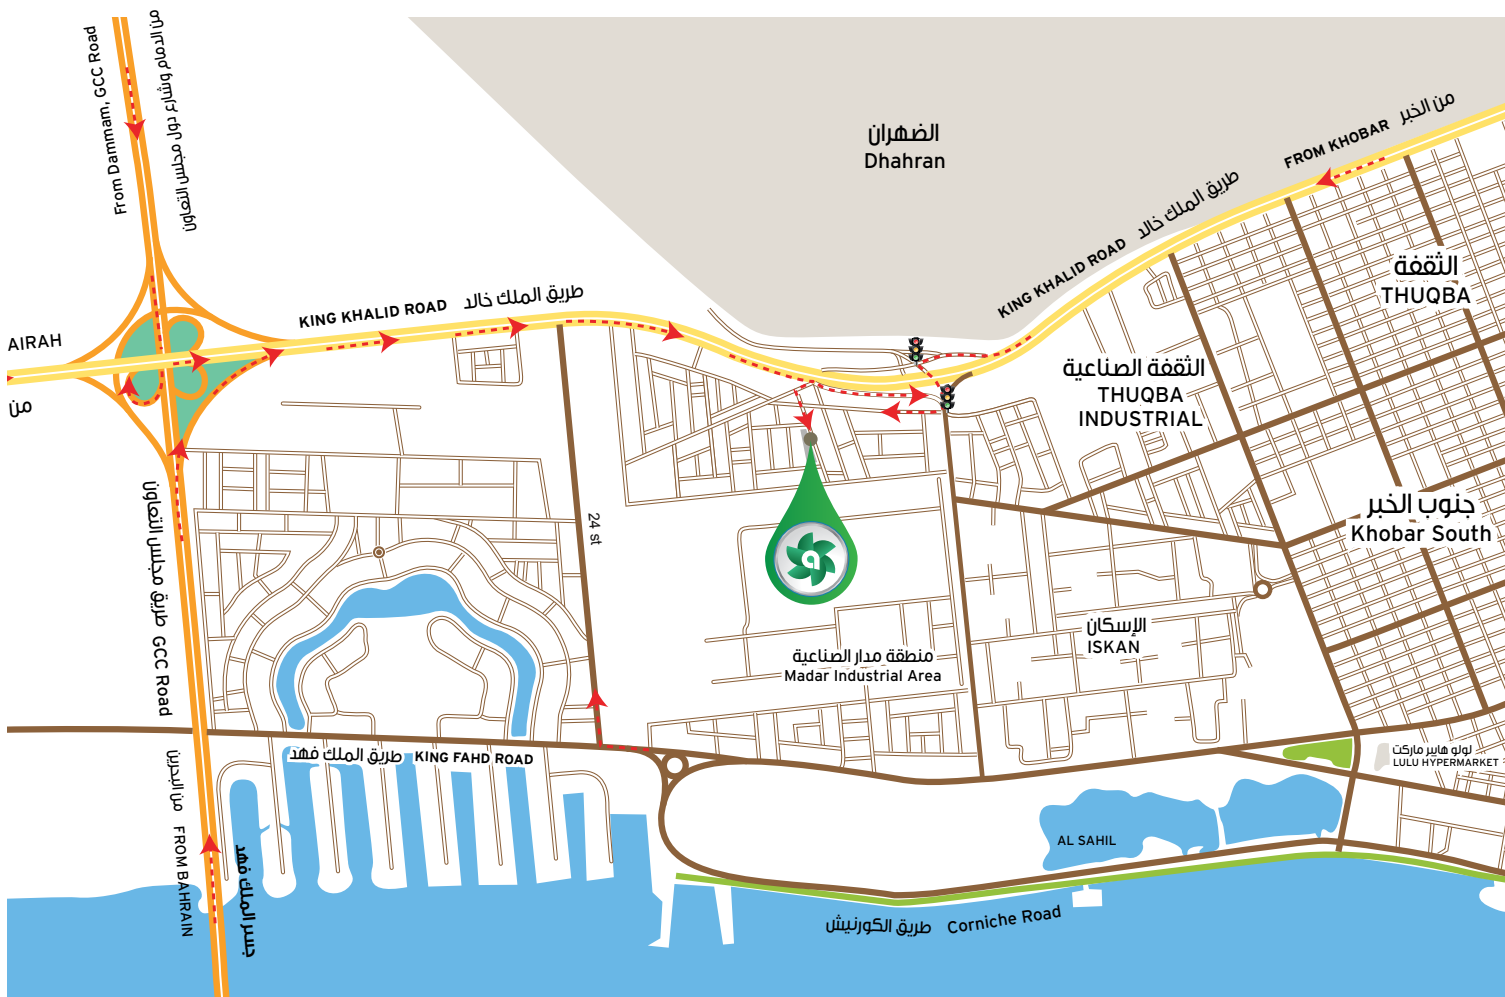 من الدمام وشارع دول مجلس التعاون
From Dammam, GCC Road
الضهران
Dhahran
FROM KHOBAR من الخبر
KING KHALID ROAD طريق الملك خالد
الثقفة
THUQBA
KING KHALID ROAD طريق الملك خالد
AIRAH
من
الثقفة الصناعية
THUQBA
INDUSTRIAL
جنوب الخبر
Khobar South
24 st
طريق مجلس التعاون GCC Road
الإسكان
ISKAN
منطقة مدار الصناعية
Madar Industrial Area
طريق الملك فهد KING FAHD ROAD
لولو هايبر ماركت
LULU HYPERMARKET
من البحرين FROM BAHRAIN
جسر الملك فهد
AL SAHIL
طريق الكورنيش Corniche Road